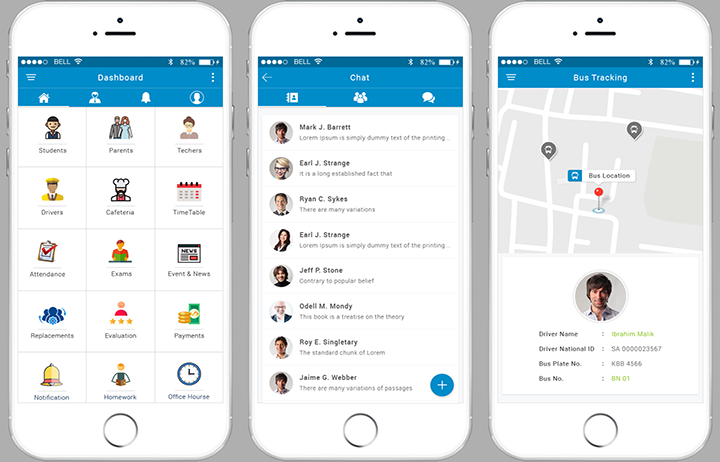 BELL 82%
Dashboard
Students Parents Techers
Drivers Cafeteria TimeTable
Attendance Exams NEWS Event & News
Replacements Evaluation Payments
Notification Homework Office Hourse
BELL 82%
Chat
Mark J. Barrett
Lorem Ipsum is simply dummy text of the printing...
Earl J. Strange
It is a long established fact that
Ryan C. Sykes
There are many variations
Earl J. Strange
Lorem Ipsum is simply dummy text of the printing...
Jeff P. Stone
Contrary to popular belief
Odell M. Mondy
This book is a treatise on the theory
Roy E. Singletary
The standard chunk of Lorem
Jaime G. Webber
There are many variations of passages
BELL 82%
Bus Tracking
Bus Location
Driver Name : Ibrahim Malik
Driver National ID : SA 0000023567
Bus Plate No. : KBB 4566
Bus No. : BN 01